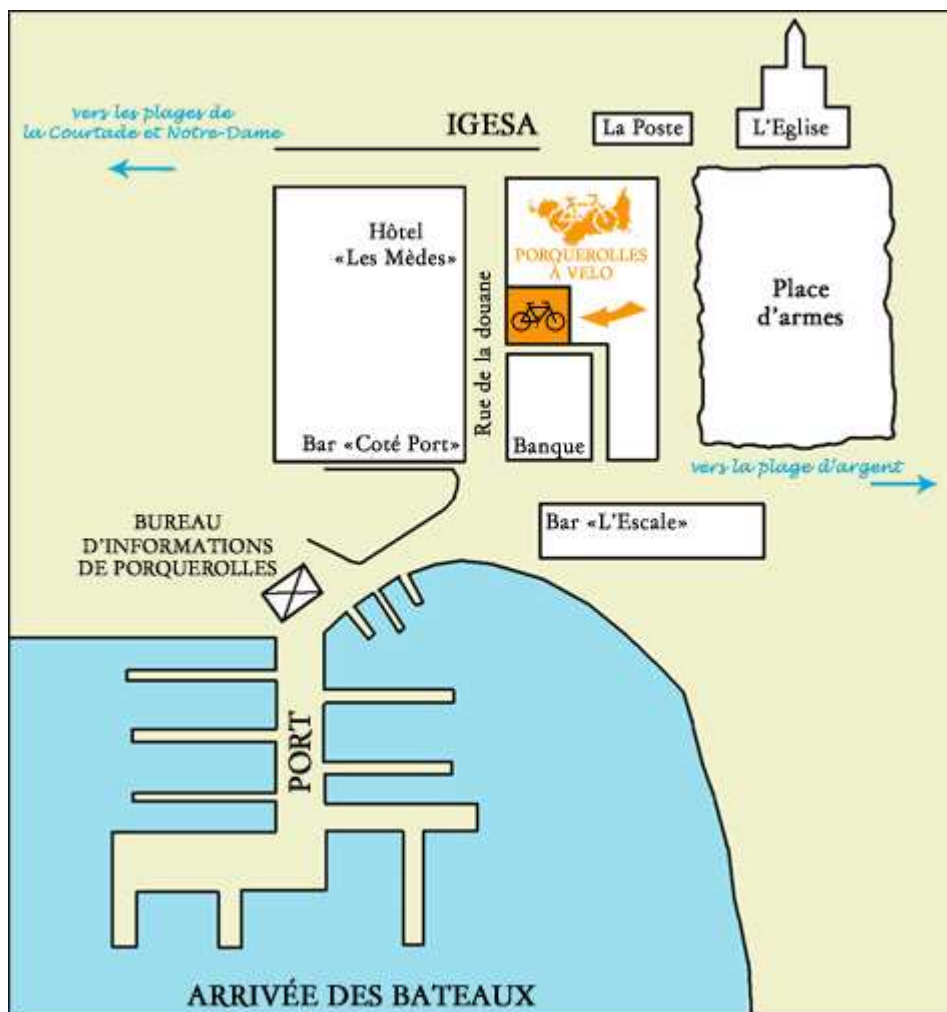 vers les plages de
la Courtade et Notre-Dame
IGESA
La Poste
L'Eglise
Hôtel
«Les Mèdes»
PORQUEROLLES
À VELO
Rue de la douane
Place
d'armes
Bar «Coté Port»
Banque
vers la plage d'argent
Bar «L'Escale»
BUREAU
D'INFORMATIONS
DE PORQUEROLLES
PORT
ARRIVÉE DES BATEAUX